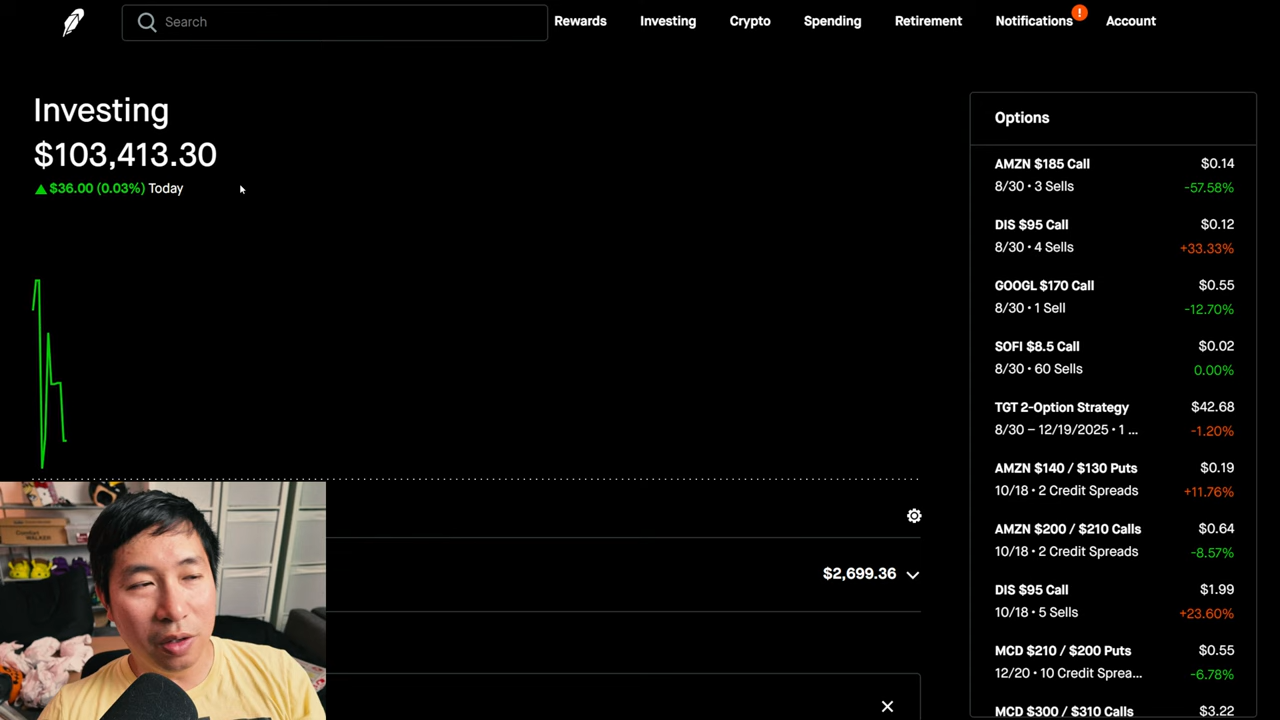 Search
Rewards
Investing
Crypto
Spending
Retirement
Notifications
!
Account
Investing
$103,413.30
$36.00 (0.03%) Today
$2,699.36
Options
AMZN $185 Call $0.14
8/30 • 3 Sells -57.58%
DIS $95 Call $0.12
8/30 • 4 Sells +33.33%
GOOGL $170 Call $0.55
8/30 • 1 Sell -12.70%
SOFI $8.5 Call $0.02
8/30 • 60 Sells 0.00%
TGT 2-Option Strategy $42.68
8/30 – 12/19/2025 • 1 ... -1.20%
AMZN $140 / $130 Puts $0.19
10/18 • 2 Credit Spreads +11.76%
AMZN $200 / $210 Calls $0.64
10/18 • 2 Credit Spreads -8.57%
DIS $95 Call $1.99
10/18 • 5 Sells +23.60%
MCD $210 / $200 Puts $0.55
12/20 • 10 Credit Sprea... -6.78%
MCD $300 / $310 Calls $3.22